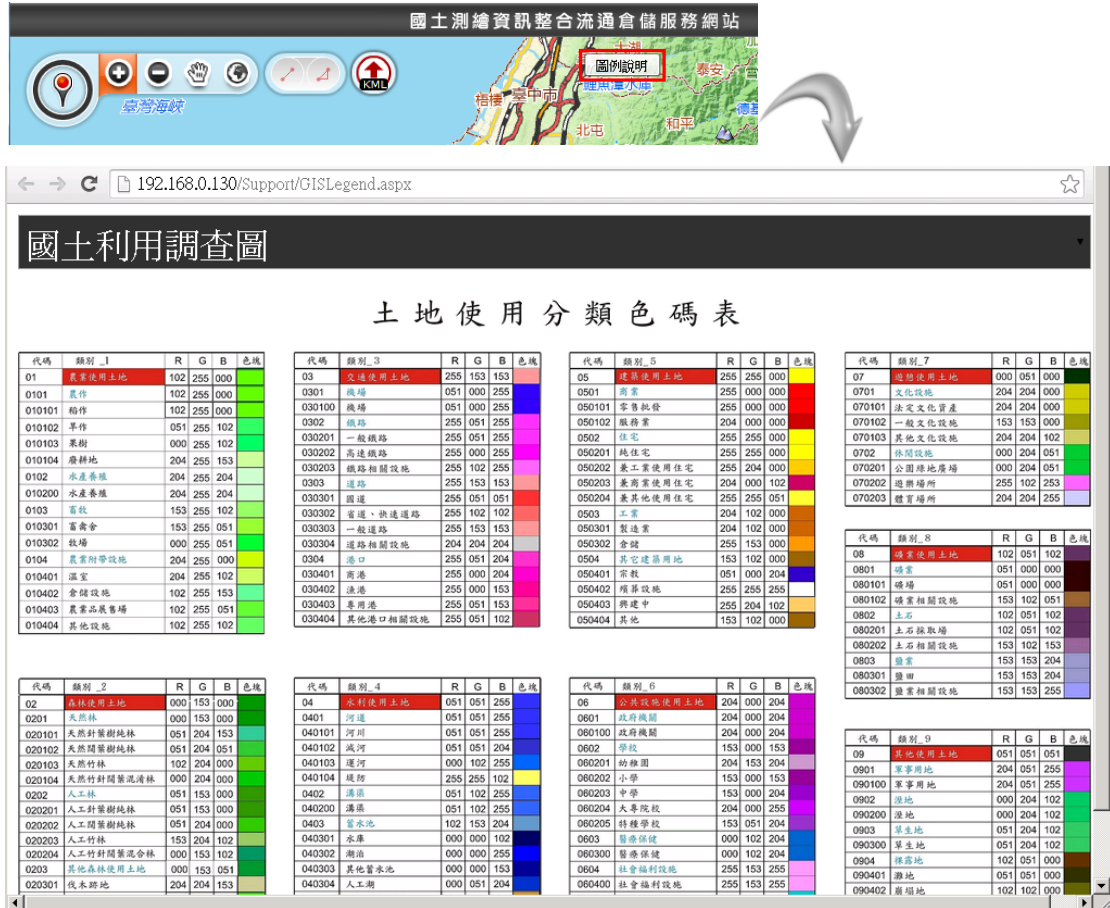 國土測繪資訊整合流通倉儲服務網站
圖例說明
大湖
泰安
鯉魚潭水庫
臺灣海峽
KML
梧棲
臺中市
北屯
和平
德基
192.168.0.130/Support/GISLegend.aspx
國土利用調查圖
土地使用分類色碼表
代碼 類別_1 R G B 色塊
01 農業使用土地 102 255 000
0101 農作 102 255 000
010101 稻作 102 255 000
010102 旱作 051 255 102
010103 果樹 000 255 102
010104 廢耕地 204 255 153
0102 水產養殖 204 255 204
010200 水產養殖 204 255 204
0103 畜牧 153 255 102
010301 畜禽舍 153 255 051
010302 牧場 000 255 051
0104 農業附帶設施 204 255 000
010401 溫室 204 255 102
010402 倉儲設施 102 255 153
010403 農業品展售場 102 255 051
010404 其他設施 102 255 102
代碼 類別_3 R G B 色塊
03 交通使用土地 255 153 153
0301 機場 051 000 255
030100 機場 051 000 255
0302 鐵路 255 051 255
030201 一般鐵路 255 051 255
030202 高速鐵路 255 000 255
030203 鐵路相關設施 255 102 255
0303 道路 255 153 153
030301 國道 255 051 051
030302 省道、快速道路 255 102 102
030303 一般道路 255 153 153
030304 道路相關設施 204 204 204
0304 港口 255 051 204
030401 商港 255 000 204
030402 漁港 255 000 153
030403 專用港 255 051 153
030404 其他港口相關設施 255 051 102
代碼 類別_5 R G B 色塊
05 建築使用土地 255 255 000
0501 商業 255 000 000
050101 零售批發 255 000 000
050102 服務業 204 000 000
0502 住宅 255 255 000
050201 純住宅 255 255 000
050202 兼工業使用住宅 255 204 000
050203 兼商業使用住宅 204 000 102
050204 兼其他使用住宅 255 255 051
0503 工業 204 102 000
050301 製造業 204 102 000
050302 倉儲 255 153 000
0504 其它建築用地 153 102 000
050401 宗教 051 000 204
050402 殯葬設施 255 255 255
050403 興建中 255 204 102
050404 其他 153 102 000
代碼 類別_7 R G B 色塊
07 遊憩使用土地 000 051 000
0701 文化設施 204 204 000
070101 法定文化資產 204 204 000
070102 一般文化設施 153 153 000
070103 其他文化設施 204 204 102
0702 休閒設施 000 204 051
070201 公園綠地廣場 000 204 051
070202 遊樂場所 255 102 253
070203 體育場所 204 204 255
代碼 類別_8 R G B 色塊
08 礦業使用土地 102 051 102
0801 礦業 051 000 000
080101 礦場 051 000 000
080102 礦業相關設施 153 102 051
0802 土石 102 051 102
080201 土石採取場 102 051 102
080202 土石相關設施 153 102 153
0803 鹽業 153 153 204
080301 鹽田 153 153 204
080302 鹽業相關設施 153 153 255
代碼 類別_2 R G B 色塊
02 森林使用土地 000 153 000
0201 天然林 000 153 000
020101 天然針葉樹純林 051 204 153
020102 天然闊葉樹純林 051 204 051
020103 天然竹林 102 204 000
020104 天然竹針闊葉混淆林 000 204 000
0202 人工林 051 153 000
020201 人工針葉樹純林 051 153 000
020202 人工闊葉樹純林 051 204 000
020203 人工竹林 153 204 102
020204 人工竹針闊葉混合林 000 153 102
0203 其他森林使用土地 000 153 051
020301 伐木跡地 204 204 153
代碼 類別_4 R G B 色塊
04 水利使用土地 051 051 255
0401 河道 051 051 255
040101 河川 051 051 255
040102 減河 051 051 204
040103 運河 000 102 255
040104 堤防 255 255 102
0402 溝渠 051 102 255
040200 溝渠 051 102 255
0403 蓄水池 102 153 204
040301 水庫 000 000 102
040302 湖泊 000 000 255
040303 其他蓄水池 000 000 153
040304 人工湖 000 051 204
代碼 類別_6 R G B 色塊
06 公共設施使用土地 204 000 204
0601 政府機關 204 000 204
060100 政府機關 204 000 204
0602 學校 153 000 153
060201 幼稚園 204 153 204
060202 小學 153 000 153
060203 中學 153 000 204
060204 大專院校 204 000 255
060205 特種學校 153 051 204
0603 醫療保健 000 102 204
060300 醫療保健 000 102 204
0604 社會福利設施 255 153 255
060400 社會福利設施 255 153 255
代碼 類別_9 R G B 色塊
09 其他使用土地 051 051 051
0901 軍事用地 204 051 255
090100 軍事用地 204 051 255
0902 溼地 000 204 102
090200 溼地 000 204 102
0903 草生地 051 204 102
090300 草生地 051 204 102
0904 裸露地 102 051 000
090401 灘地 051 051 000
090402 崩塌地 102 102 000